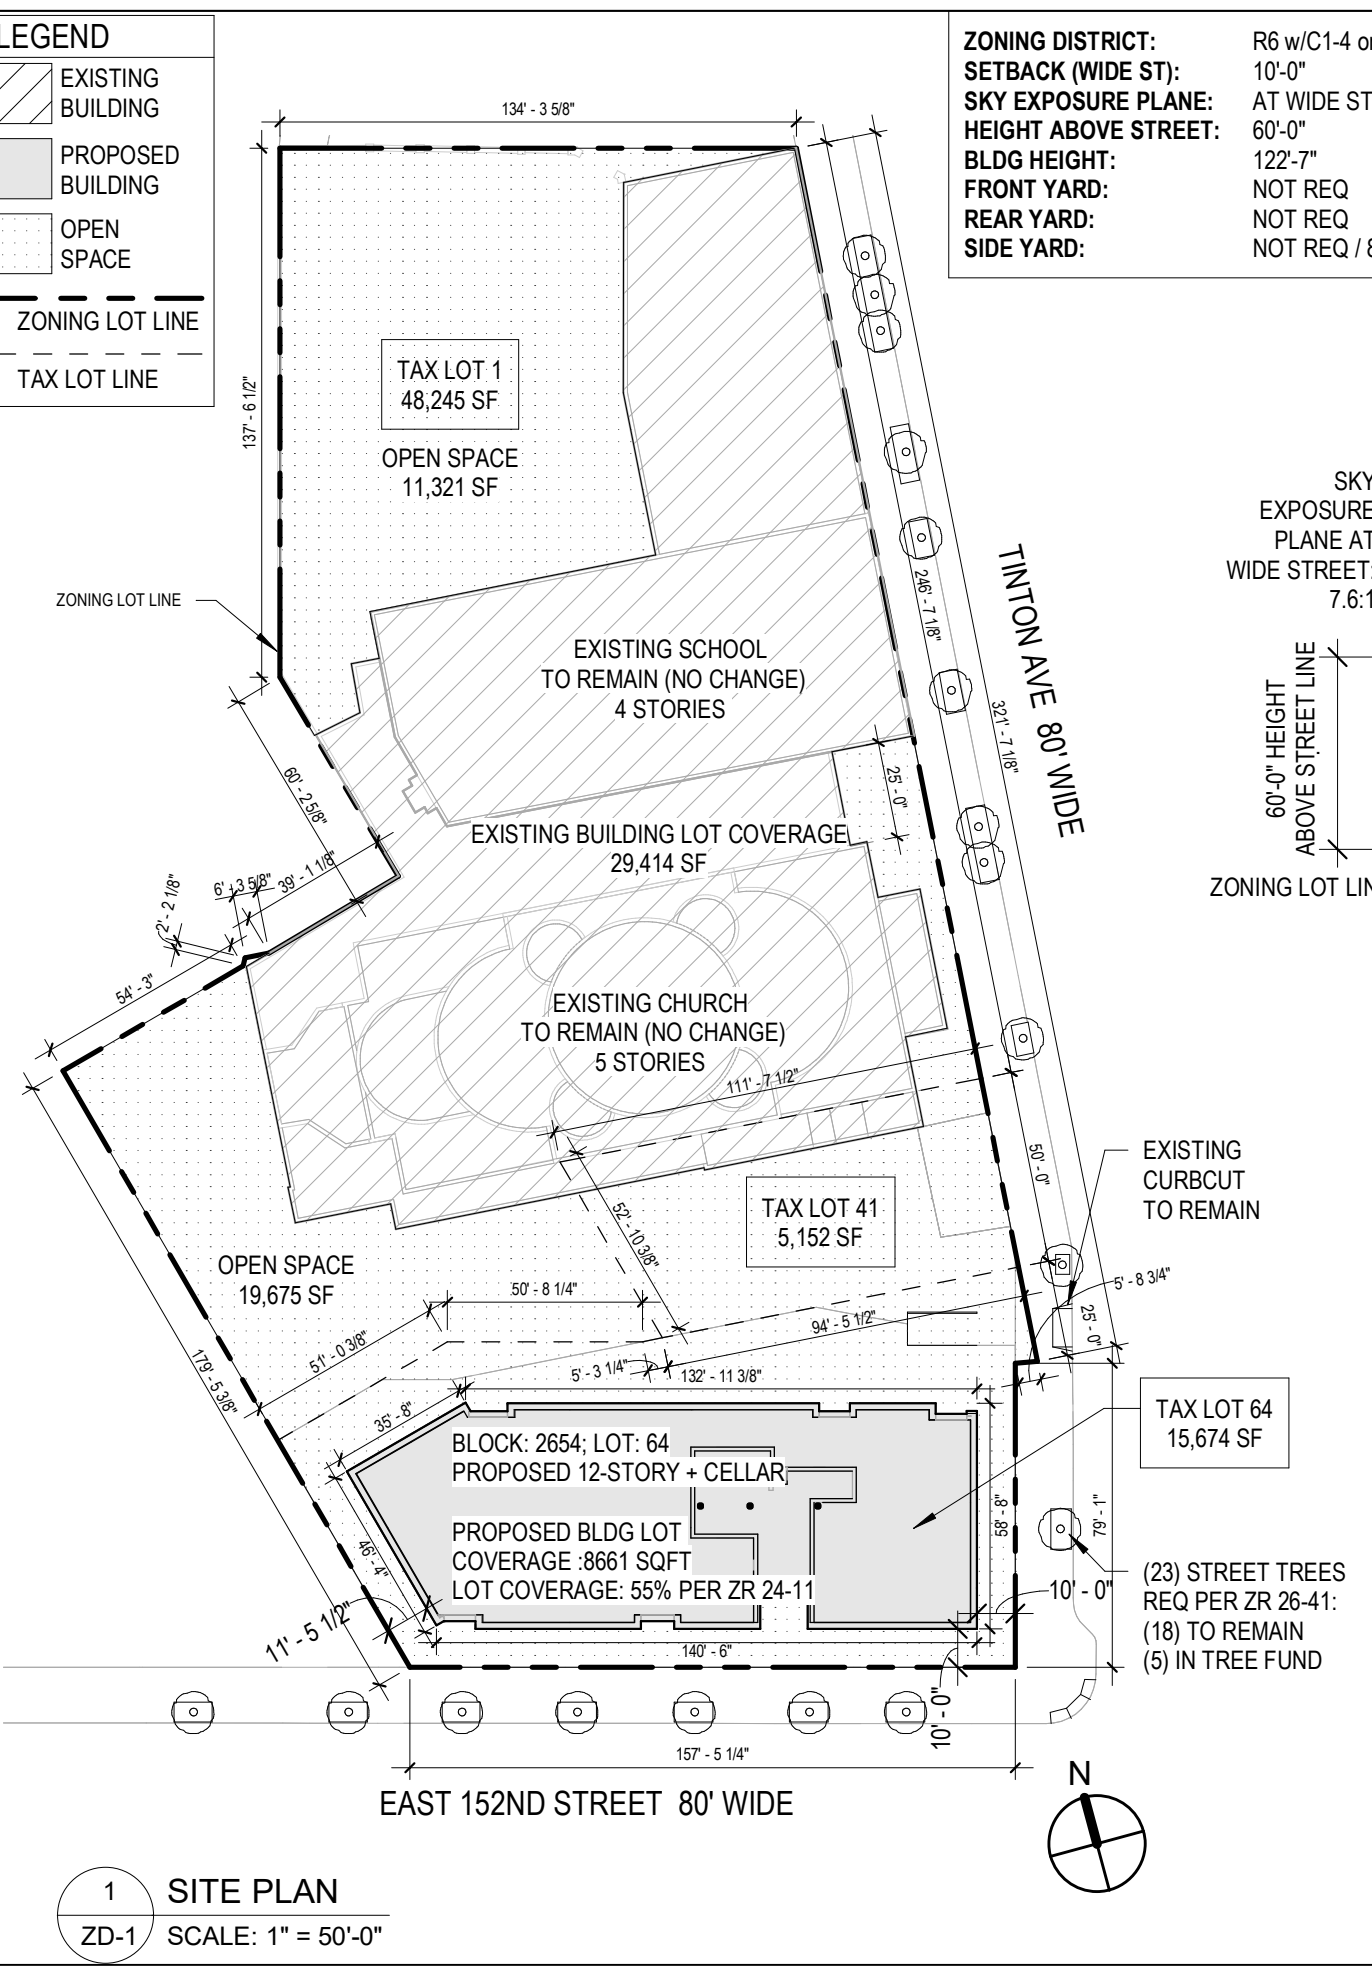 LEGEND
EXISTING
BUILDING
PROPOSED
BUILDING
OPEN
SPACE
ZONING LOT LINE
TAX LOT LINE
ZONING DISTRICT: R6 w/C1-4
SETBACK (WIDE ST): 10'-0"
SKY EXPOSURE PLANE: AT WIDE ST
HEIGHT ABOVE STREET: 60'-0"
BLDG HEIGHT: 122'-7"
FRONT YARD: NOT REQ
REAR YARD: NOT REQ
SIDE YARD: NOT REQ /
134' - 3 5/8"
137' - 6 1/2"
TAX LOT 1
48,245 SF
OPEN SPACE
11,321 SF
ZONING LOT LINE
SKY
EXPOSURE
PLANE AT
WIDE STREET:
7.6:1
60'-0" HEIGHT
ABOVE STREET LINE
ZONING LOT
TINTON AVE 80' WIDE
246' - 7 1/8"
321' - 7 1/8"
EXISTING SCHOOL
TO REMAIN (NO CHANGE)
4 STORIES
25' - 0"
60' - 2 5/8"
EXISTING BUILDING LOT COVERAGE
29,414 SF
39' - 1 1/8"
6' - 3 5/8"
2' - 2 1/8"
54' - 3"
EXISTING CHURCH
TO REMAIN (NO CHANGE)
5 STORIES
111' - 7 1/2"
50' - 0"
EXISTING
CURBCUT
TO REMAIN
TAX LOT 41
5,152 SF
52' - 10 3/8"
OPEN SPACE
19,675 SF
50' - 8 1/4"
5' - 8 3/4"
25' - 0"
94' - 5 1/2"
51' - 0 3/8"
179' - 5 3/8"
5' - 3 1/4"
132' - 11 3/8"
35' - 8"
TAX LOT 64
15,674 SF
BLOCK: 2654; LOT: 64
PROPOSED 12-STORY + CELLAR
PROPOSED BLDG LOT
COVERAGE :8661 SQFT
LOT COVERAGE: 55% PER ZR 24-11
58' - 8"
79' - 1"
46' - 4"
11' - 5 1/2"
10' - 0"
(23) STREET TREES
REQ PER ZR 26-41:
(18) TO REMAIN
(5) IN TREE FUND
140' - 6"
10' - 0"
157' - 5 1/4"
EAST 152ND STREET 80' WIDE
N
1
ZD-1
SITE PLAN
SCALE: 1" = 50'-0"